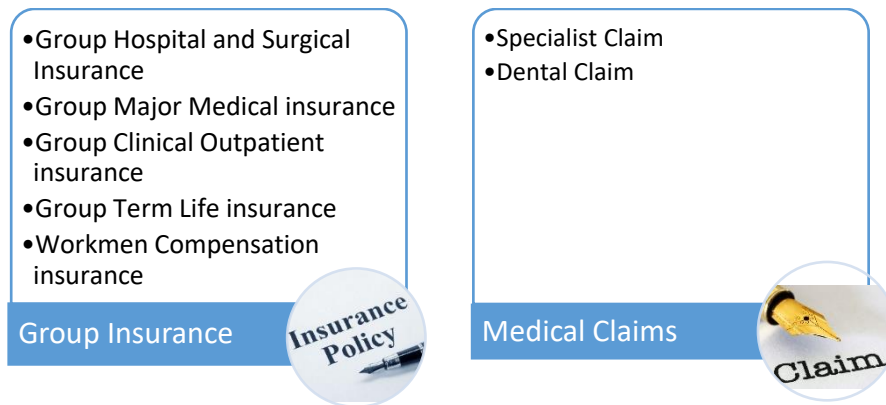 •Group Hospital and Surgical
Insurance
•Group Major Medical insurance
•Group Clinical Outpatient
insurance
•Group Term Life insurance
•Workmen Compensation
insurance
Group Insurance
Insurance
Policy
•Specialist Claim
•Dental Claim
Medical Claims
Claim